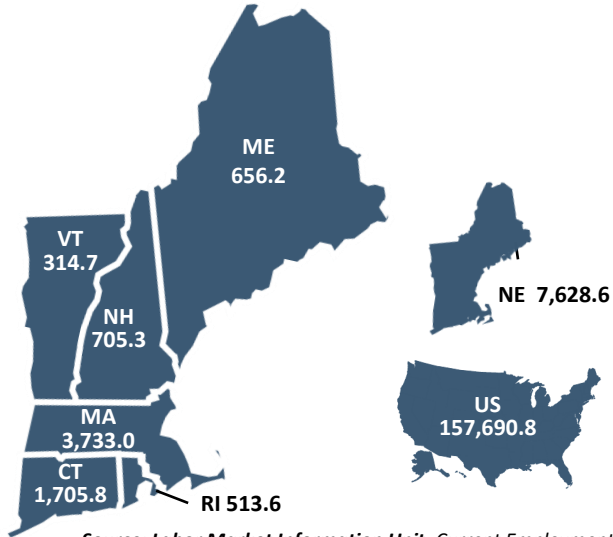 ME
656.2
VT
314.7
NH
705.3
NE 7,628.6
MA
3,733.0
US
157,690.8
CT
1,705.8
RI 513.6